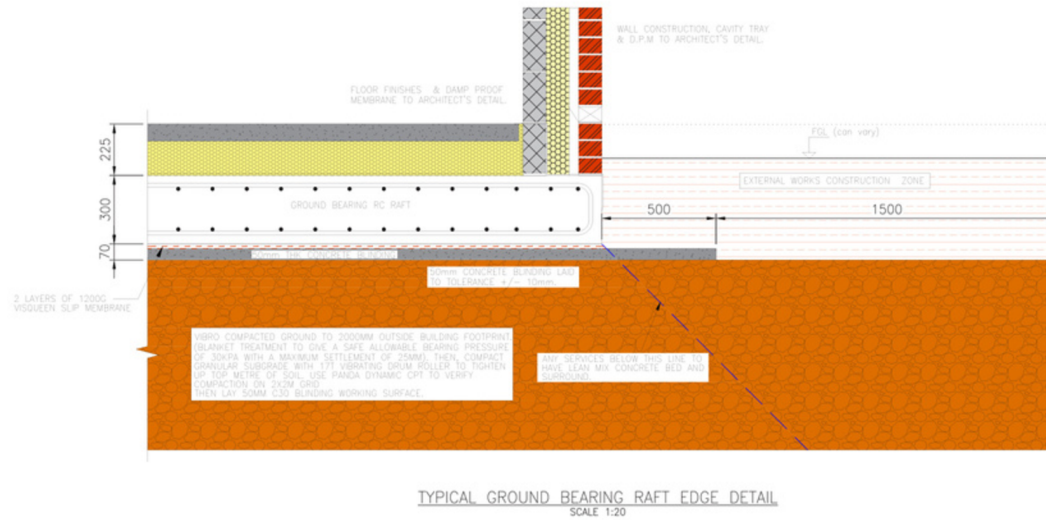 WALL CONSTRUCTION, CAVITY TRAY
& D.P.M TO ARCHITECT'S DETAIL.
FLOOR FINISHES & DAMP PROOF
MEMBRANE TO ARCHITECT'S DETAIL.
FGL (can vary)
225
EXTERNAL WORKS CONSTRUCTION ZONE
300
GROUND BEARING RC RAFT
500
1500
70
50mm THK CONCRETE BLINDING
50mm CONCRETE BLINDING LAID
TO TOLERANCE +/- 10mm.
2 LAYERS OF 1200G
VISQUEEN SLIP MEMBRANE
VIBRO COMPACTED GROUND TO 2000MM OUTSIDE BUILDING FOOTPRINT.
(BLANKET TREATMENT TO GIVE A SAFE ALLOWABLE BEARING PRESSURE
OF 30KPA WITH A MAXIMUM SETTLEMENT OF 25MM). THEN, COMPACT
GRANULAR SUBGRADE WITH 17T VIBRATING DRUM ROLLER TO TIGHTEN
UP TOP METRE OF SOIL. USE PANDA DYNAMIC CPT TO VERIFY
COMPACTION ON 2X2M GRID
THEN LAY 50MM C30 BLINDING WORKING SURFACE.
ANY SERVICES BELOW THIS LINE TO
HAVE LEAN MIX CONCRETE BED AND
SURROUND.
TYPICAL GROUND BEARING RAFT EDGE DETAIL
SCALE 1:20